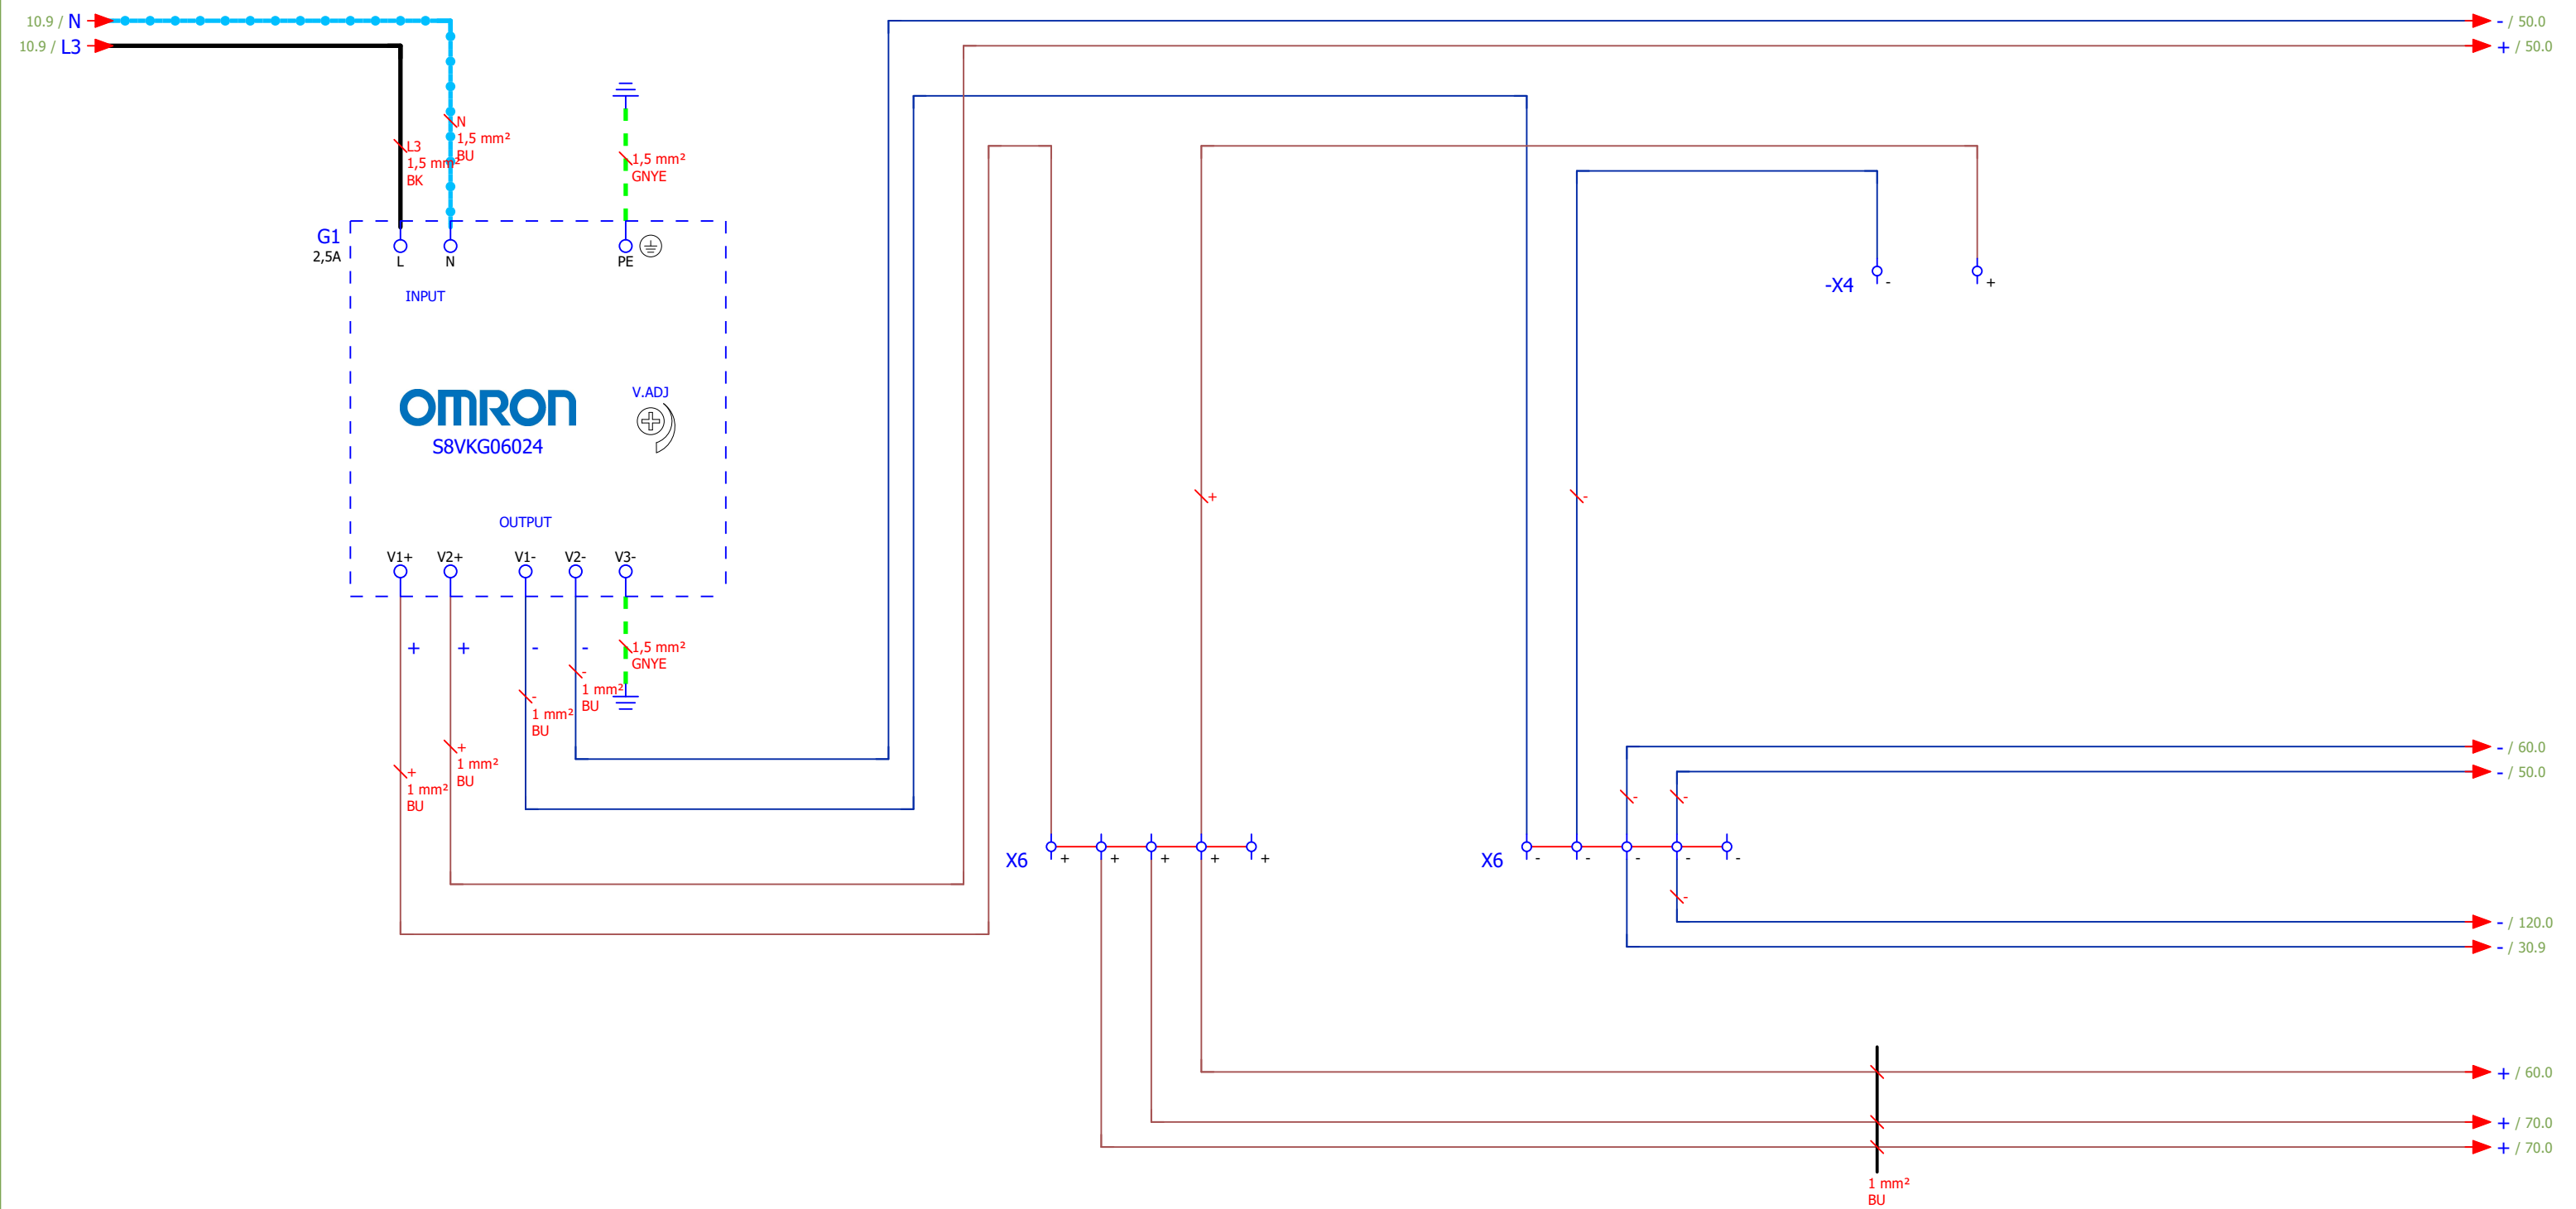 10.9 / N
10.9 / L3
- / 50.0
+ / 50.0
N
1,5 mm²
BU
L3
1,5 mm²
BK
1,5 mm²
GNYE
G1
2,5A
L
N
PE
INPUT
-X4
-
+
OMRON
S8VKG06024
V.ADJ
+
-
OUTPUT
V1+
V2+
V1-
V2-
V3-
+
+
-
-
1,5 mm²
GNYE
-
1 mm²
BU
-
1 mm²
BU
+
1 mm²
BU
+
1 mm²
BU
- / 60.0
- / 50.0
-
-
X6
+
+
+
+
+
X6
-
-
-
-
-
-
- / 120.0
- / 30.9
+ / 60.0
+ / 70.0
+ / 70.0
1 mm²
BU